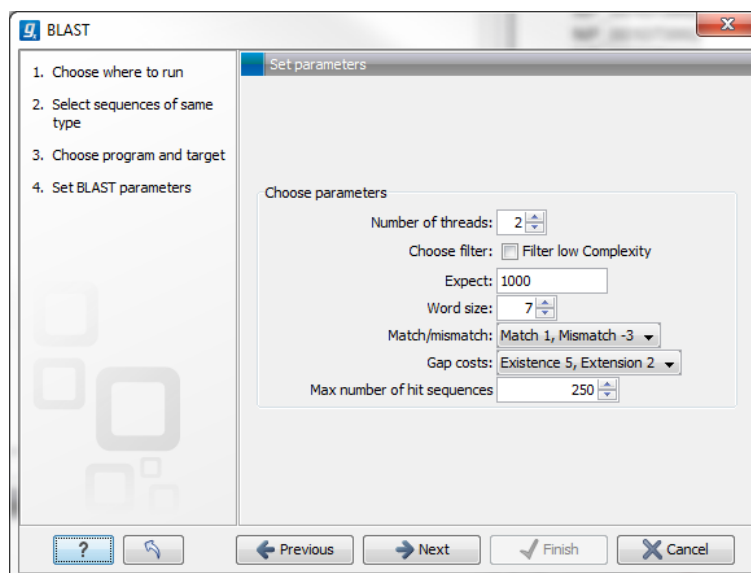 BLAST
1. Choose where to run
2. Select sequences of same
type
3. Choose program and target
4. Set BLAST parameters
Set parameters
Choose parameters
Number of threads: 2
Choose filter: Filter low Complexity
Expect: 1000
Word size: 7
Match/mismatch: Match 1, Mismatch -3
Gap costs: Existence 5, Extension 2
Max number of hit sequences 250
? Previous Next Finish Cancel